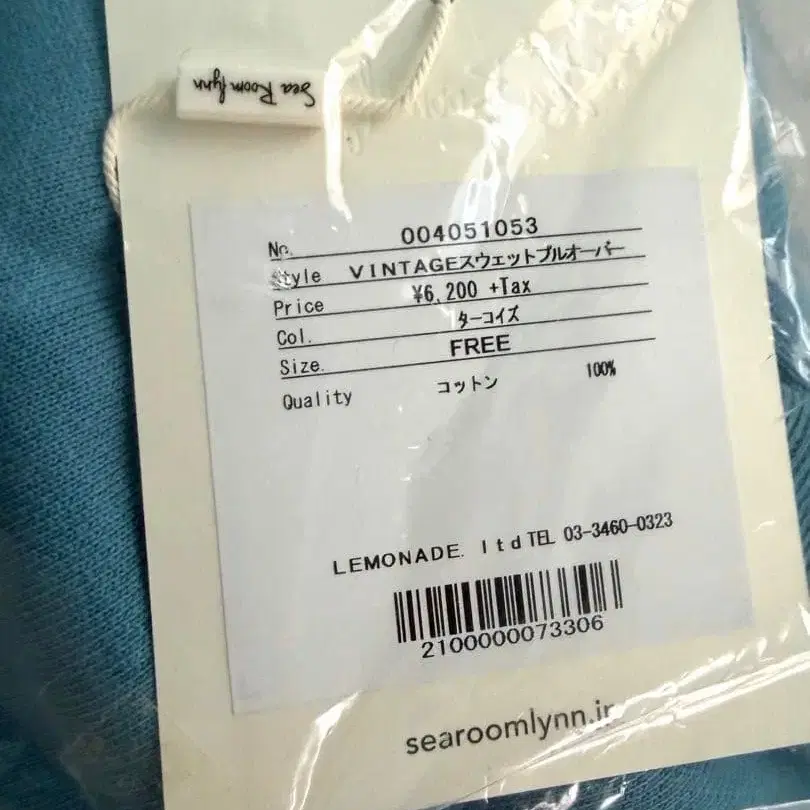 Sea Room lynn
No. 004051053
Style VINTAGEスウェットプルオーバー
Price ¥6,200 +Tax
Col. ターコイズ
Size. FREE
Quality コットン 100%
LEMONADE. ltd TEL 03-3460-0323
2100000073306
searoomlynn.jp